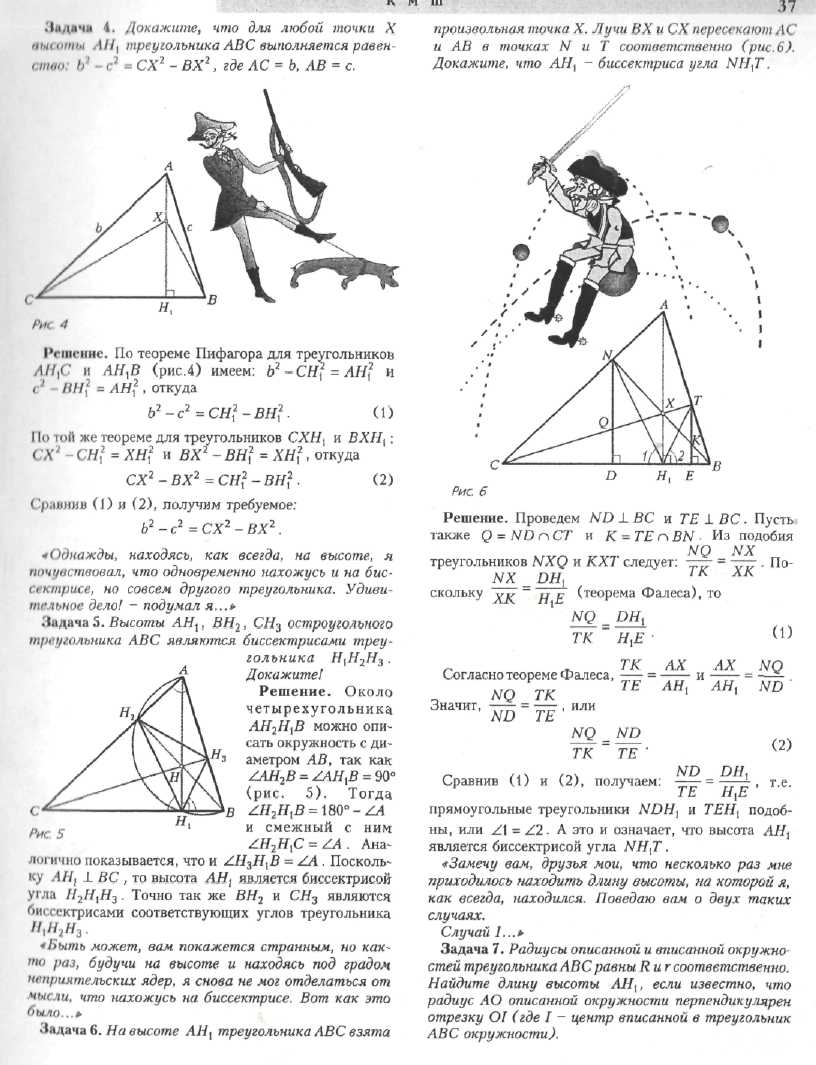 К М Ш
37
Задача 4. Докажите, что для любой точки X
высоты AH₁ треугольника ABC выполняется равен-
ство: b² – c² = CX² – BX², где AC = b, AB = c.
A
X
b
c
C
H₁
B
Рис. 4
Решение. По теореме Пифагора для треугольников
AH₁C и AH₁B (рис.4) имеем: b² – CH₁² = AH₁² и
c² – BH₁² = AH₁², откуда
b² – c² = CH₁² – BH₁². (1)
По той же теореме для треугольников CXH₁ и BXH₁:
CX² – CH₁² = XH₁² и BX² – BH₁² = XH₁², откуда
CX² – BX² = CH₁² – BH₁². (2)
Сравнив (1) и (2), получим требуемое:
b² – c² = CX² – BX².
«Однажды, находясь, как всегда, на высоте, я
почувствовал, что одновременно нахожусь и на бис-
сектрисе, но совсем другого треугольника. Удиви-
тельное дело! – подумал я...»
Задача 5. Высоты AH₁, BH₂, CH₃ остроугольного
треугольника ABC являются биссектрисами треу-
гольника H₁H₂H₃.
Докажите!
Решение. Около
четырехугольника
AH₂H₁B можно опи-
сать окружность с ди-
аметром AB, так как
∠AH₂B = ∠AH₁B = 90°
(рис. 5). Тогда
∠H₂H₁B = 180° – ∠A
и смежный с ним
∠H₂H₁C = ∠A. Ана-
A
H₂
H₃
H
C
H₁
B
Рис. 5
логично показывается, что и ∠H₃H₁B = ∠A. Посколь-
ку AH₁ ⊥ BC, то высота AH₁ является биссектрисой
угла H₂H₁H₃. Точно так же BH₂ и CH₃ являются
биссектрисами соответствующих углов треугольника
H₁H₂H₃.
«Быть может, вам покажется странным, но как-
то раз, будучи на высоте и находясь под градом
неприятельских ядер, я снова не мог отделаться от
мысли, что нахожусь на биссектрисе. Вот как это
было...»
Задача 6. На высоте AH₁ треугольника ABC взята
произвольная точка X. Лучи BX и CX пересекают AC
и AB в точках N и T соответственно (рис.6).
Докажите, что AH₁ – биссектриса угла NH₁T.
A
N
X
T
Q
K
C
1
2
B
D
H₁
E
Рис. 6
Решение. Проведем ND ⊥ BC и TE ⊥ BC. Пусть
также Q = ND ∩ CT и K = TE ∩ BN. Из подобия
треугольников NXQ и KXT следует: NQ/TK = NX/XK. По-
скольку NX/XK = DH₁/H₁E (теорема Фалеса), то
NQ/TK = DH₁/H₁E. (1)
Согласно теореме Фалеса, TK/TE = AX/AH₁ и AX/AH₁ = NQ/ND.
Значит, NQ/ND = TK/TE, или
NQ/TK = ND/TE. (2)
Сравнив (1) и (2), получаем: ND/TE = DH₁/H₁E, т.е.
прямоугольные треугольники NDH₁ и TEH₁ подоб-
ны, или ∠1 = ∠2. А это и означает, что высота AH₁
является биссектрисой угла NH₁T.
«Замечу вам, друзья мои, что несколько раз мне
приходилось находить длину высоты, на которой я,
как всегда, находился. Поведаю вам о двух таких
случаях.
Случай 1...»
Задача 7. Радиусы описанной и вписанной окружно-
стей треугольника ABC равны R и r соответственно.
Найдите длину высоты AH₁, если известно, что
радиус AO описанной окружности перпендикулярен
отрезку OI (где I – центр вписанной в треугольник
ABC окружности).